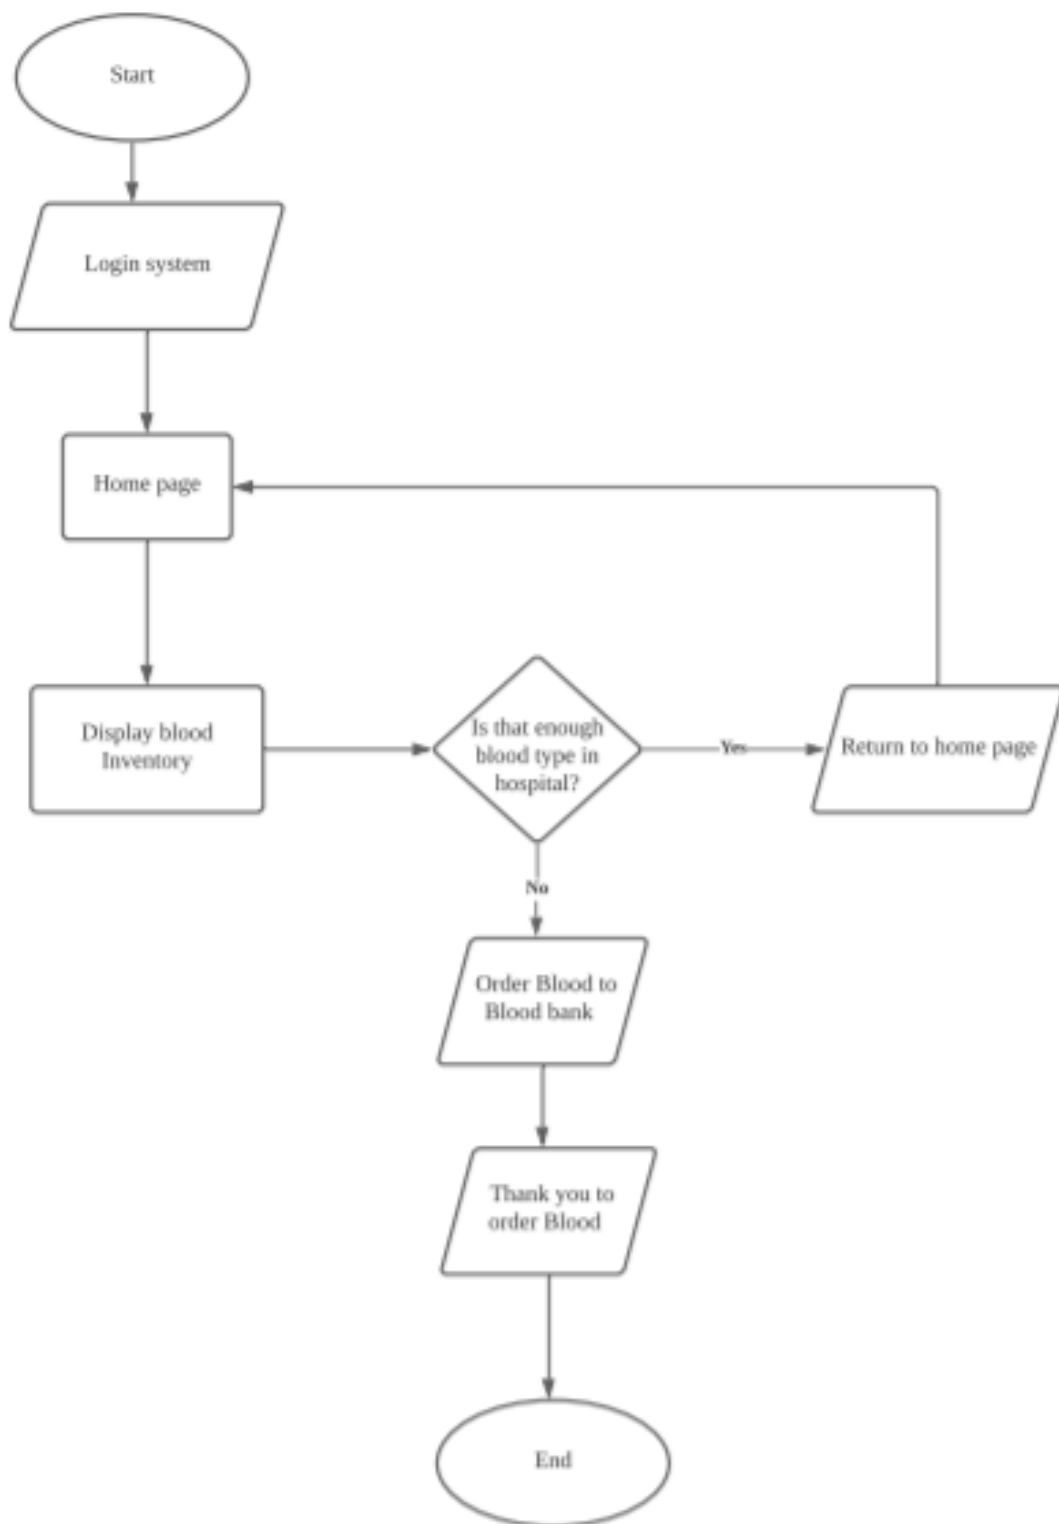 Start
Login system
Home page
Display blood
Inventory
Is that enough
blood type in
hospital?
Yes
Return to home page
No
Order Blood to
Blood bank
Thank you to
order Blood
End